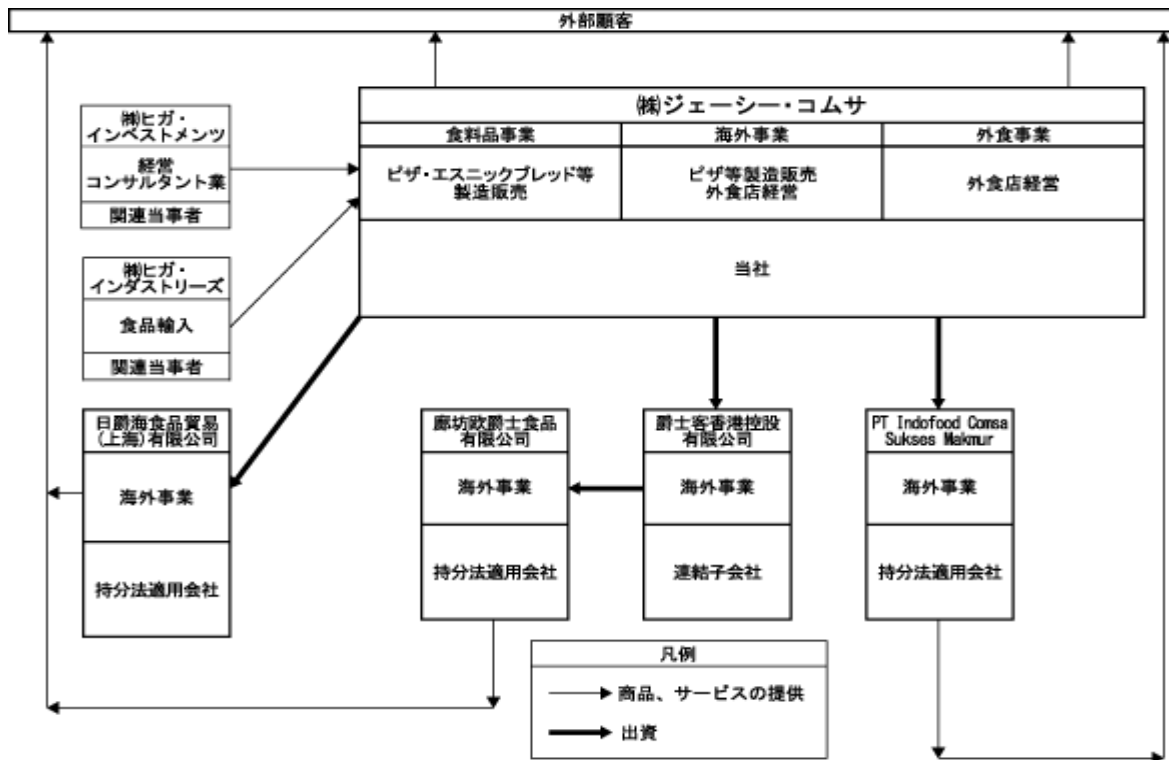 外部顧客
㈱ジェーシー・コムサ
食料品事業
海外事業
外食事業
ピザ・エスニックブレッド等
製造販売
ピザ等製造販売
外食店経営
外食店経営
当社
㈱ヒガ・
インベストメンツ
経営
コンサルタント業
関連当事者
㈱ヒガ・
インダストリーズ
食品輸入
関連当事者
日爵海食品貿易
(上海)有限公司
海外事業
持分法適用会社
廊坊欧爵士食品
有限公司
海外事業
持分法適用会社
爵士客香港控股
有限公司
海外事業
連結子会社
PT Indofood Comsa
Sukses Makmur
海外事業
持分法適用会社
凡例
商品、サービスの提供
出資